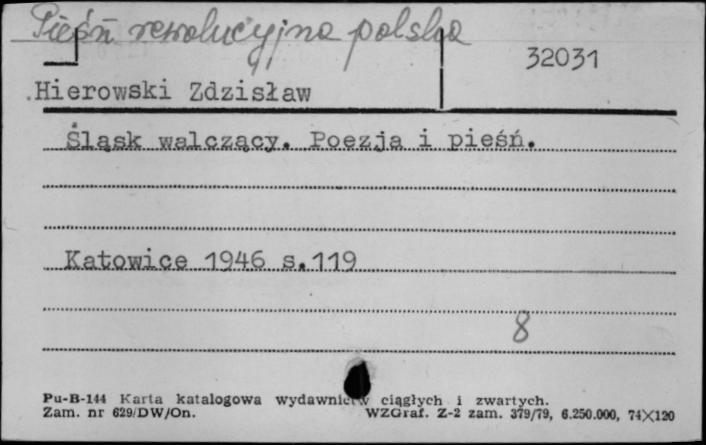 Pieśń rewolucyjna polska
32031
Hierowski Zdzisław
Śląsk walczący. Poezja i pieśń.
Katowice 1946 s.119
8
Pu-B-144 Karta katalogowa wydawnictw ciągłych i zwartych.
Zam. nr 629/DW/On. WZGraf. Z-2 zam. 379/79, 6.250.000, 74X120